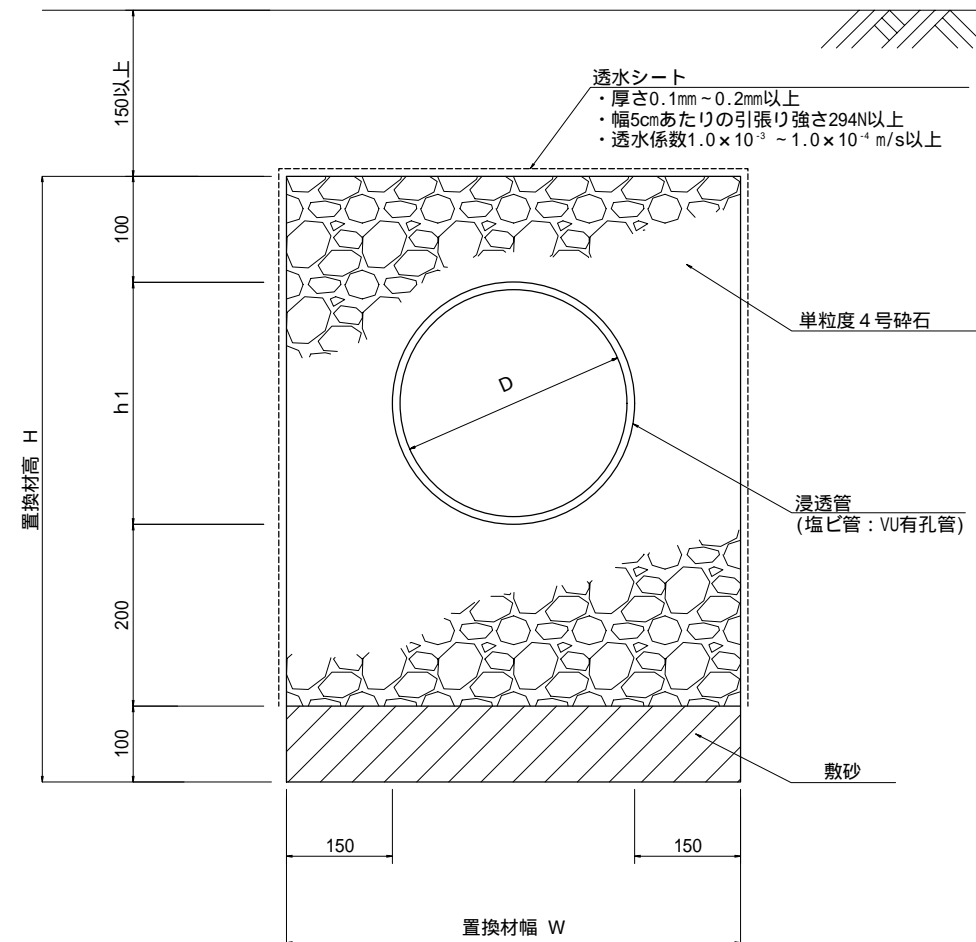 150以上
透水シート
・厚さ0.1mm~0.2mm以上
・幅5cmあたりの引張り強さ294N以上
・透水係数1.0×10⁻³ ~1.0×10⁻⁴ m/s以上
100
単粒度4号砕石
D
h1
置換材高 H
浸透管
(塩ビ管:VU有孔管)
200
100
敷砂
150
150
置換材幅 W